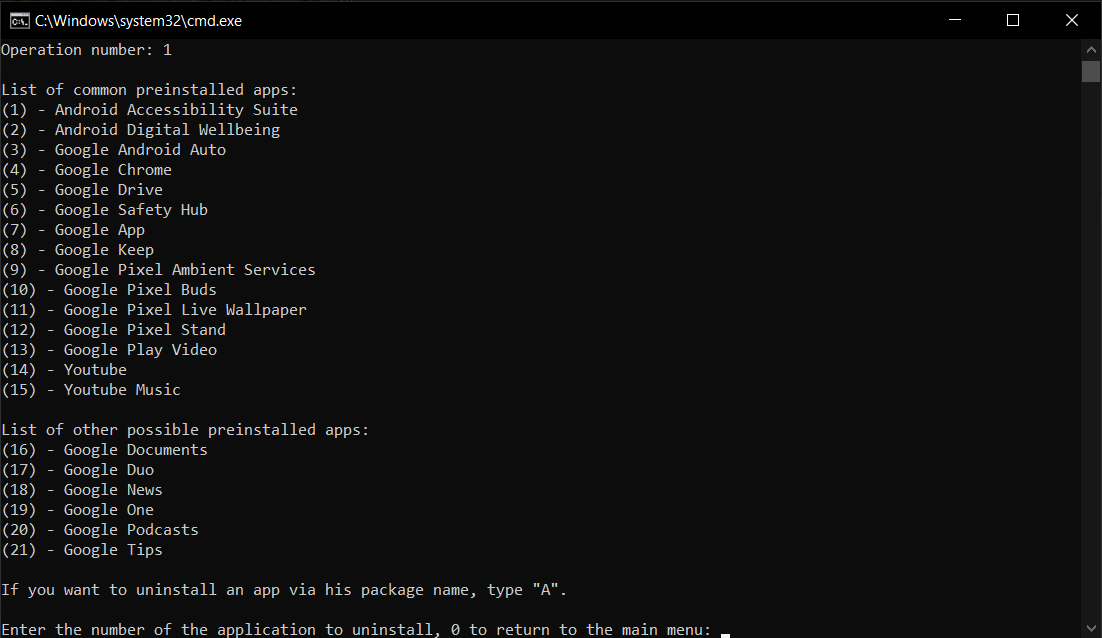 C:\Windows\system32\cmd.exe
Operation number: 1
List of common preinstalled apps:
(1) - Android Accessibility Suite
(2) - Android Digital Wellbeing
(3) - Google Android Auto
(4) - Google Chrome
(5) - Google Drive
(6) - Google Safety Hub
(7) - Google App
(8) - Google Keep
(9) - Google Pixel Ambient Services
(10) - Google Pixel Buds
(11) - Google Pixel Live Wallpaper
(12) - Google Pixel Stand
(13) - Google Play Video
(14) - Youtube
(15) - Youtube Music
List of other possible preinstalled apps:
(16) - Google Documents
(17) - Google Duo
(18) - Google News
(19) - Google One
(20) - Google Podcasts
(21) - Google Tips
If you want to uninstall an app via his package name, type "A".
Enter the number of the application to uninstall, 0 to return to the main menu: